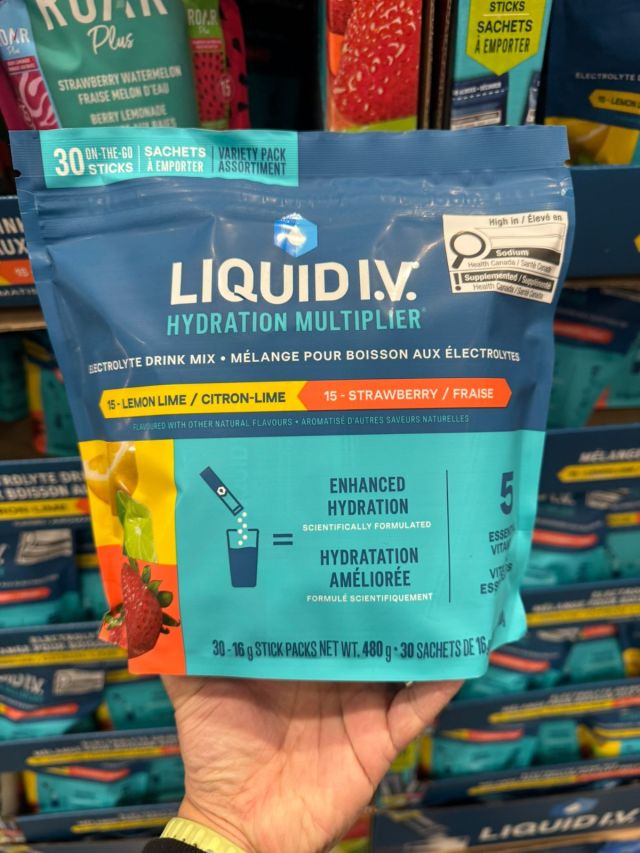 ROAR
Plus
STRAWBERRY WATERMELON
FRAISE MELON D'EAU
BERRY LEMONADE
STICKS
SACHETS
À EMPORTER
30 ON-THE-GO STICKS | SACHETS À EMPORTER | VARIETY PACK ASSORTIMENT
High in / Élevé en
Sodium
Health Canada / Santé Canada
Supplemented / Supplémenté
Health Canada / Santé Canada
LIQUID I.V.
HYDRATION MULTIPLIER
ELECTROLYTE DRINK MIX • MÉLANGE POUR BOISSON AUX ÉLECTROLYTES
15 - LEMON LIME / CITRON-LIME
15 - STRAWBERRY / FRAISE
FLAVOURED WITH OTHER NATURAL FLAVOURS • AROMATISÉ D'AUTRES SAVEURS NATURELLES
=
ENHANCED
HYDRATION
SCIENTIFICALLY FORMULATED
HYDRATATION
AMÉLIORÉE
FORMULÉ SCIENTIFIQUEMENT
5
30 - 16 g STICK PACKS NET WT. 480 g • 30 SACHETS DE 16
LIQUID I.V.